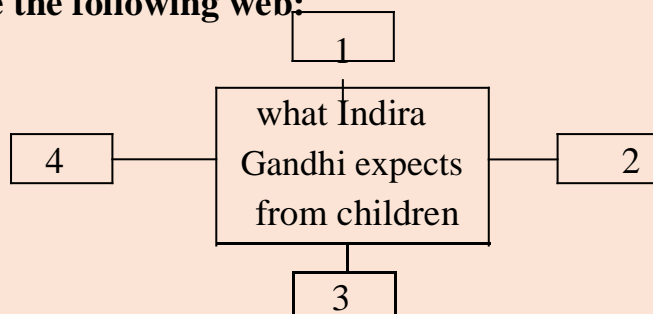 the following web:
1
what Indira
4
Gandhi expects
2
from children
3